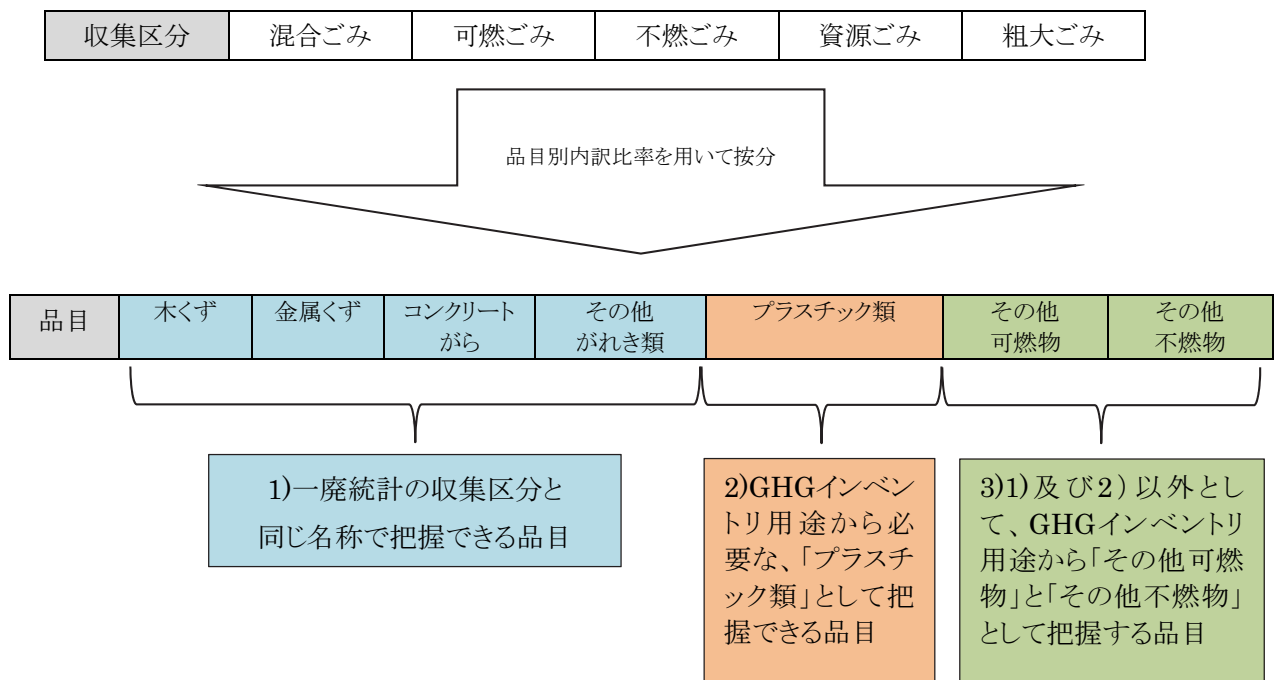 収集区分 混合ごみ 可燃ごみ 不燃ごみ 資源ごみ 粗大ごみ
品目別内訳比率を用いて按分
品目 木くず 金属くず コンクリートがら その他がれき類 プラスチック類 その他可燃物 その他不燃物
1)一廃統計の収集区分と
同じ名称で把握できる品目
2)GHGインベン
トリ用途から必
要な、「プラスチ
ック類」として把
握できる品目
3)1)及び2)以外とし
て、GHGインベントリ
用途から「その他可燃
物」と「その他不燃物」
として把握する品目